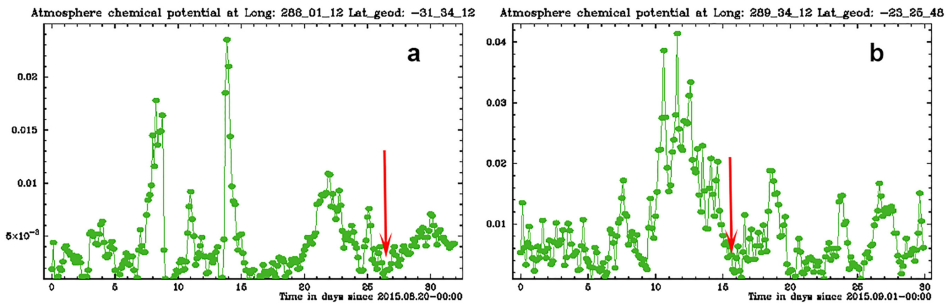 Atmosphere chemical potential at Long: 288_01_12 Lat_geod: -31_34_12
a
0.02
0.015
0.01
5×10⁻³
0 5 10 15 20 25 30
Time in days since 2015.08.20-00:00
Atmosphere chemical potential at Long: 289_34_12 Lat_geod: -23_25_48
b
0.04
0.03
0.02
0.01
0 5 10 15 20 25 30
Time in days since 2015.09.01-00:00